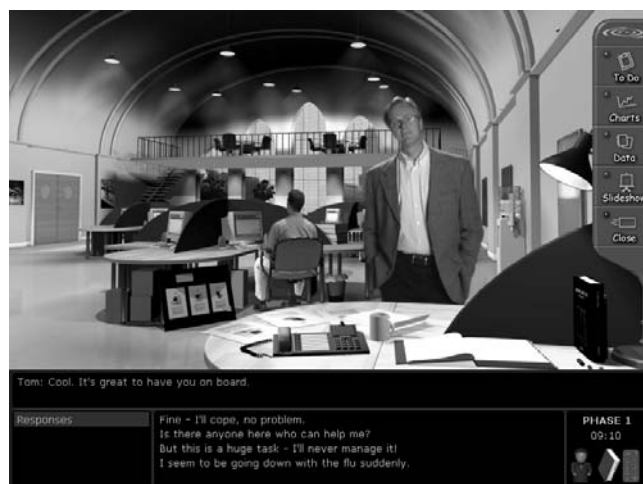 To Do
Charts
Data
Slideshow
Close
Tom: Cool. It's great to have you on board.
Responses
Fine - I'll cope, no problem.
Is there anyone here who can help me?
But this is a huge task - I'll never manage it!
I seem to be going down with the flu suddenly.
PHASE 1
09:10